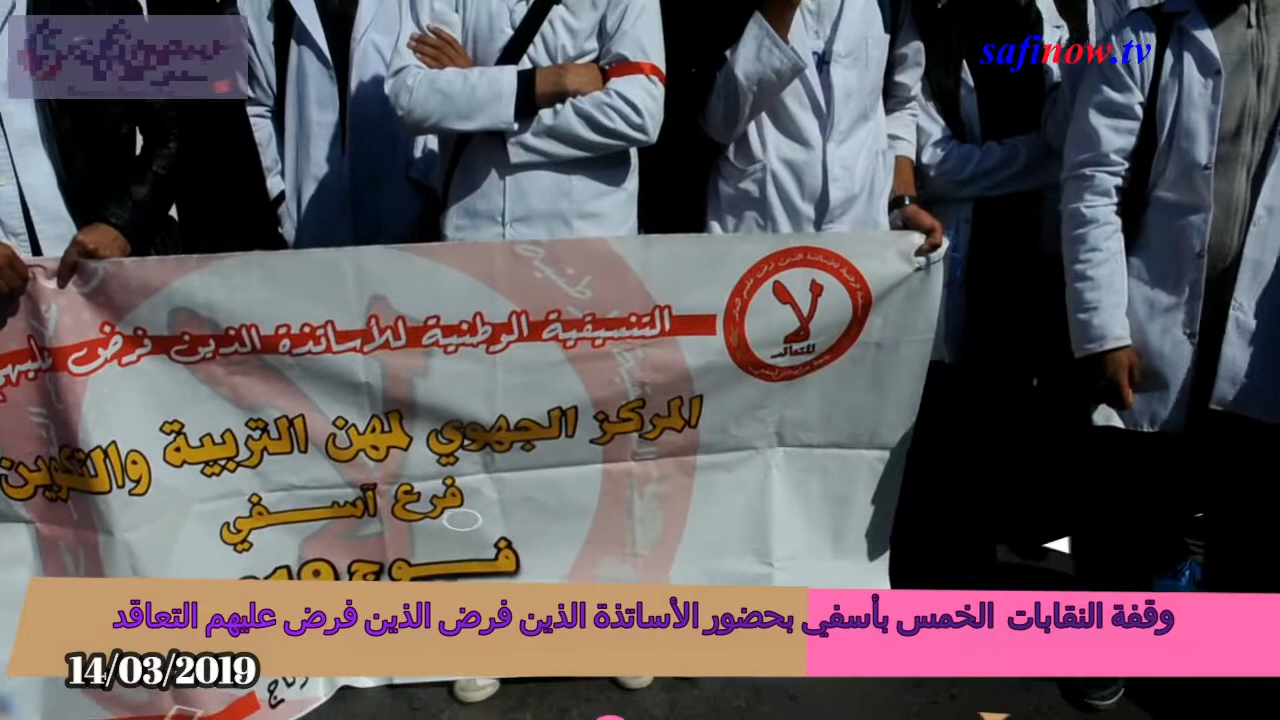 safinow.tv
التنسيقية الوطنية للأساتذة الذين فرض عليهم
لا
للتعاقد
المركز الجهوي لمهن التربية والتكوين
فرع آسفي
فوج
وقفة النقابات الخمس بأسفي بحضور الأساتذة الذين فرض الذين فرض عليهم التعاقد
14/03/2019